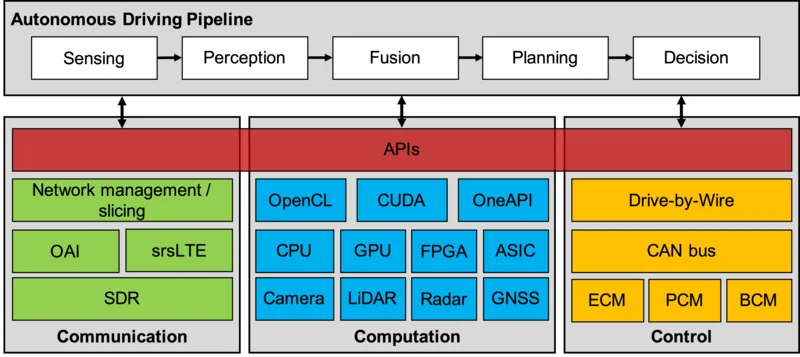 Autonomous Driving Pipeline
Sensing
Perception
Fusion
Planning
Decision
APIs
Network management /
slicing
OAI
srsLTE
SDR
Communication
OpenCL
CUDA
OneAPI
CPU
GPU
FPGA
ASIC
Camera
LiDAR
Radar
GNSS
Computation
Drive-by-Wire
CAN bus
ECM
PCM
BCM
Control